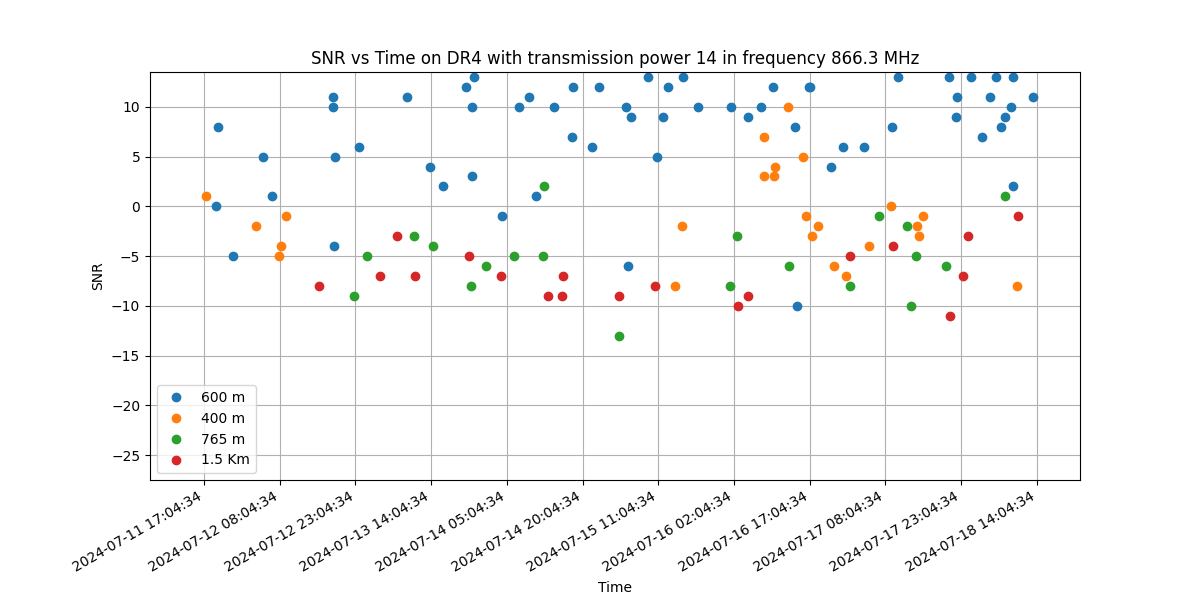 SNR vs Time on DR4 with transmission power 14 in frequency 866.3 MHz
SNR
10
5
0
−5
−10
−15
−20
−25
600 m
400 m
765 m
1.5 Km
2024-07-11 17:04:34
2024-07-12 08:04:34
2024-07-12 23:04:34
2024-07-13 14:04:34
2024-07-14 05:04:34
2024-07-14 20:04:34
2024-07-15 11:04:34
2024-07-16 02:04:34
2024-07-16 17:04:34
2024-07-17 08:04:34
2024-07-17 23:04:34
2024-07-18 14:04:34
Time